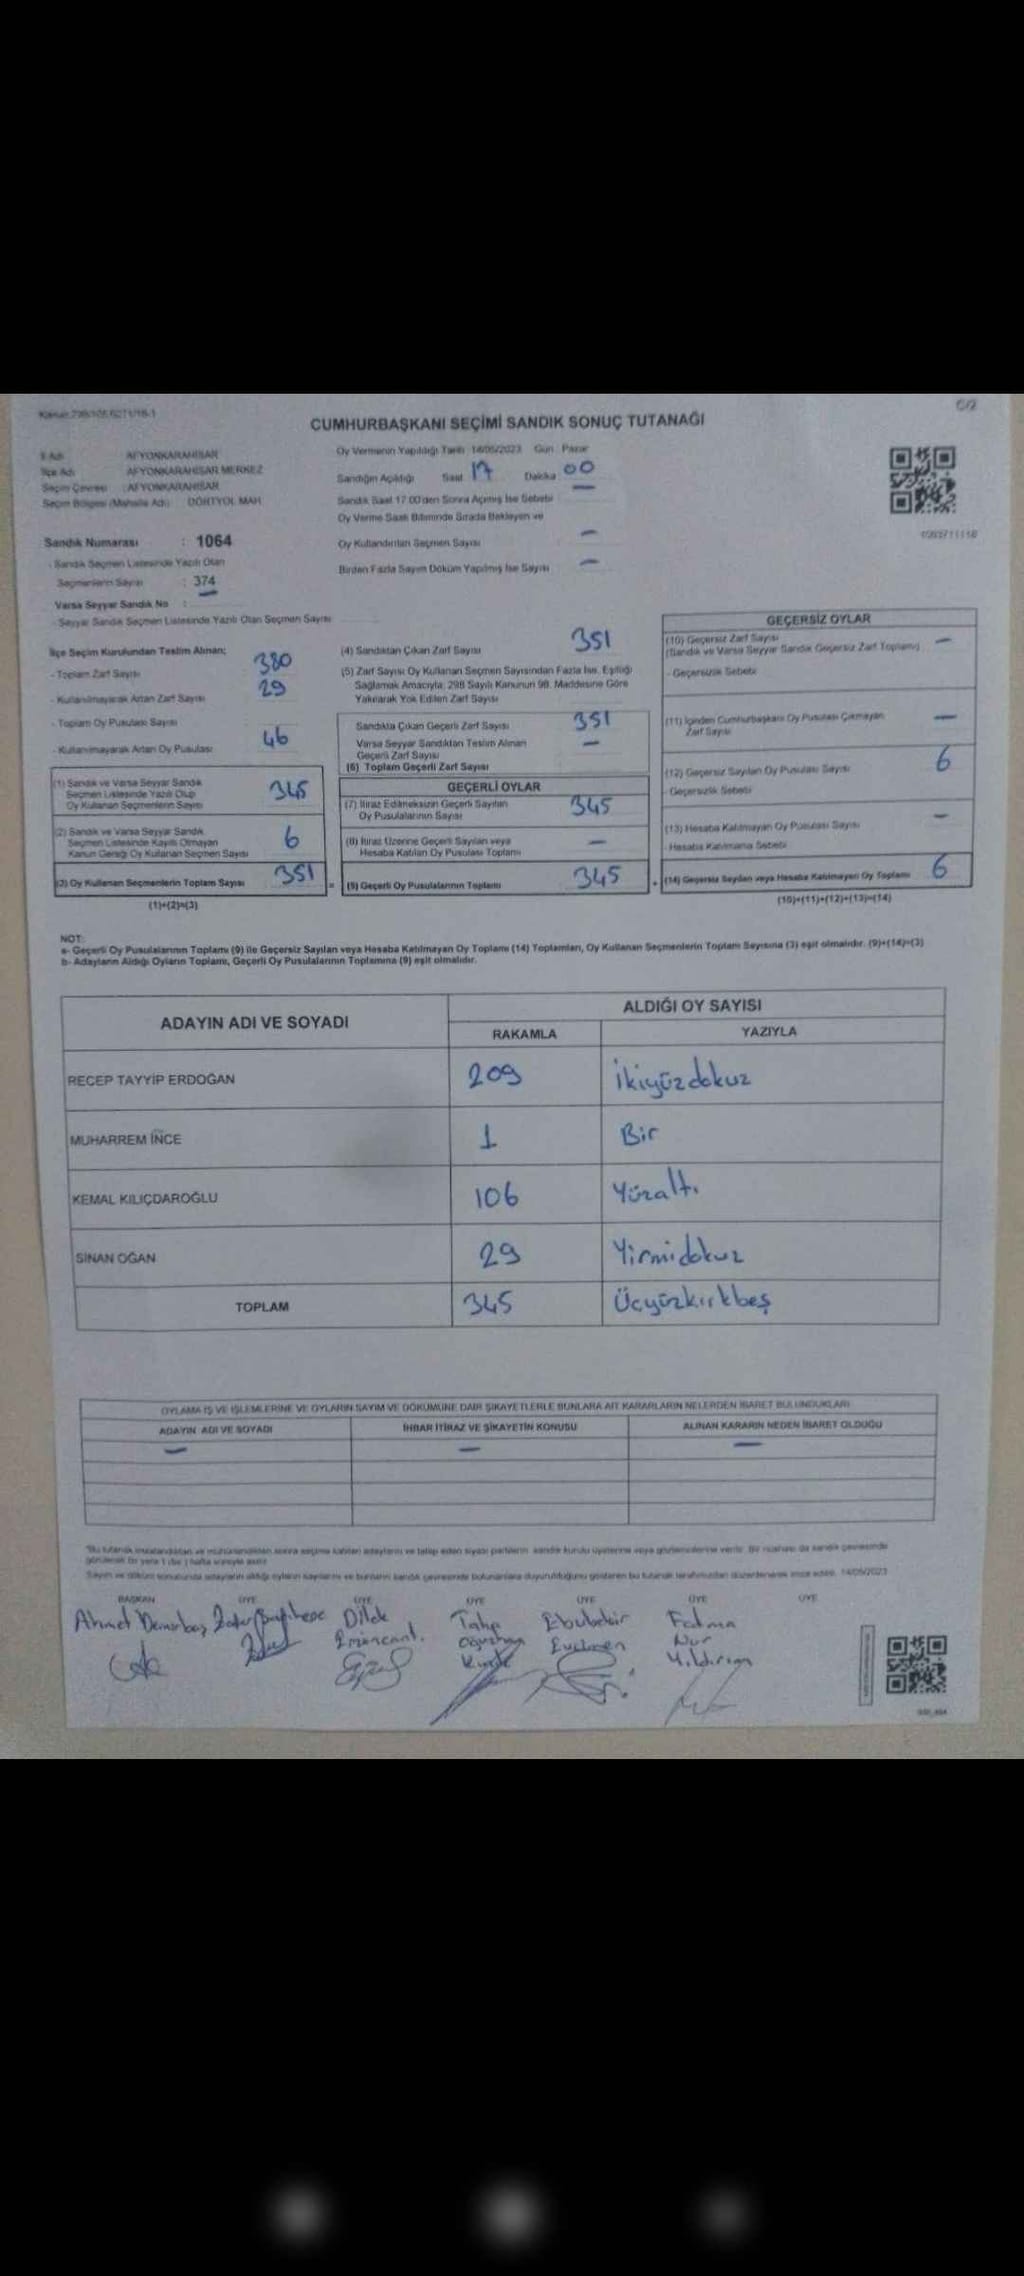 Kanun:298/105,6271/18-1
C/2
CUMHURBAŞKANI SEÇİMİ SANDIK SONUÇ TUTANAĞI
İl Adı : AFYONKARAHİSAR
İlçe Adı : AFYONKARAHİSAR MERKEZ
Seçim Çevresi : AFYONKARAHİSAR
Seçim Bölgesi (Mahalle Adı) : DÖRTYOL MAH.
Sandık Numarası : 1064
- Sandık Seçmen Listesinde Yazılı Olan
Seçmenlerin Sayısı : 374
Varsa Seyyar Sandık No :
- Seyyar Sandık Seçmen Listesinde Yazılı Olan Seçmen Sayısı
Oy Vermenin Yapıldığı Tarih 14/05/2023 Gün : Pazar
Sandığın Açıldığı Saat 17 Dakika 00
Sandık Saat 17.00'den Sonra Açılmış İse Sebebi —
Oy Verme Saati Bitiminde Sırada Bekleyen ve
Oy Kullandırılan Seçmen Sayısı —
Birden Fazla Sayım Döküm Yapılmış İse Sayısı —
İlçe Seçim Kurulundan Teslim Alınan;
- Toplam Zarf Sayısı 380
- Kullanılmayarak Artan Zarf Sayısı 29
- Toplam Oy Pusulası Sayısı
- Kullanılmayarak Artan Oy Pusulası 46
(1) Sandık ve Varsa Seyyar Sandık
Seçmen Listesinde Yazılı Olup
Oy Kullanan Seçmenlerin Sayısı 345
(2) Sandık ve Varsa Seyyar Sandık
Seçmen Listesinde Kayıtlı Olmayan
Kanun Gereği Oy Kullanan Seçmen Sayısı 6
(3) Oy Kullanan Seçmenlerin Toplam Sayısı 351
(1)+(2)=(3)
(4) Sandıktan Çıkan Zarf Sayısı 351
(5) Zarf Sayısı Oy Kullanan Seçmen Sayısından Fazla İse, Eşitliği
Sağlamak Amacıyla; 298 Sayılı Kanunun 98. Maddesine Göre
Yakılarak Yok Edilen Zarf Sayısı
Sandıkta Çıkan Geçerli Zarf Sayısı 351
Varsa Seyyar Sandıktan Teslim Alınan
Geçerli Zarf Sayısı —
(6) Toplam Geçerli Zarf Sayısı
GEÇERLİ OYLAR
(7) İtiraz Edilmeksizin Geçerli Sayılan
Oy Pusulalarının Sayısı 345
(8) İtiraz Üzerine Geçerli Sayılan veya
Hesaba Katılan Oy Pusulası Toplamı —
= (9) Geçerli Oy Pusulalarının Toplamı 345
GEÇERSİZ OYLAR
(10) Geçersiz Zarf Sayısı —
(Sandık ve Varsa Seyyar Sandık Geçersiz Zarf Toplamı)
- Geçersizlik Sebebi
(11) İçinden Cumhurbaşkanı Oy Pusulası Çıkmayan
Zarf Sayısı —
(12) Geçersiz Sayılan Oy Pusulası Sayısı 6
- Geçersizlik Sebebi
(13) Hesaba Katılmayan Oy Pusulası Sayısı —
- Hesaba Katılmama Sebebi
+ (14) Geçersiz Sayılan veya Hesaba Katılmayan Oy Toplamı 6
(10)+(11)+(12)+(13)=(14)
NOT:
a- Geçerli Oy Pusulalarının Toplamı (9) ile Geçersiz Sayılan veya Hesaba Katılmayan Oy Toplamı (14) Toplamları, Oy Kullanan Seçmenlerin Toplam Sayısına (3) eşit olmalıdır. (9)+(14)=(3)
b- Adayların Aldığı Oyların Toplamı, Geçerli Oy Pusulalarının Toplamına (9) eşit olmalıdır.
ADAYIN ADI VE SOYADI
ALDIĞI OY SAYISI
RAKAMLA YAZIYLA
RECEP TAYYİP ERDOĞAN 209 ikiyüzdokuz
MUHARREM İNCE 1 Bir
KEMAL KILIÇDAROĞLU 106 Yüzaltı
SİNAN OĞAN 29 Yirmidokuz
TOPLAM 345 Üçyüzkırkbeş
OYLAMA İŞ VE İŞLEMLERİNE VE OYLARIN SAYIM VE DÖKÜMÜNE DAİR ŞİKAYETLERLE BUNLARA AİT KARARLARIN NELERDEN İBARET BULUNDUKLARI
ADAYIN ADI VE SOYADI İHBAR İTİRAZ VE ŞİKAYETİN KONUSU ALINAN KARARIN NEDEN İBARET OLDUĞU
— — —
BAŞKAN ÜYE ÜYE ÜYE ÜYE ÜYE ÜYE
Ahmet Demirbaş
Dilek
Taha
Oğuzhan
Ebubekir
Fatma
Nur
Yıldırım